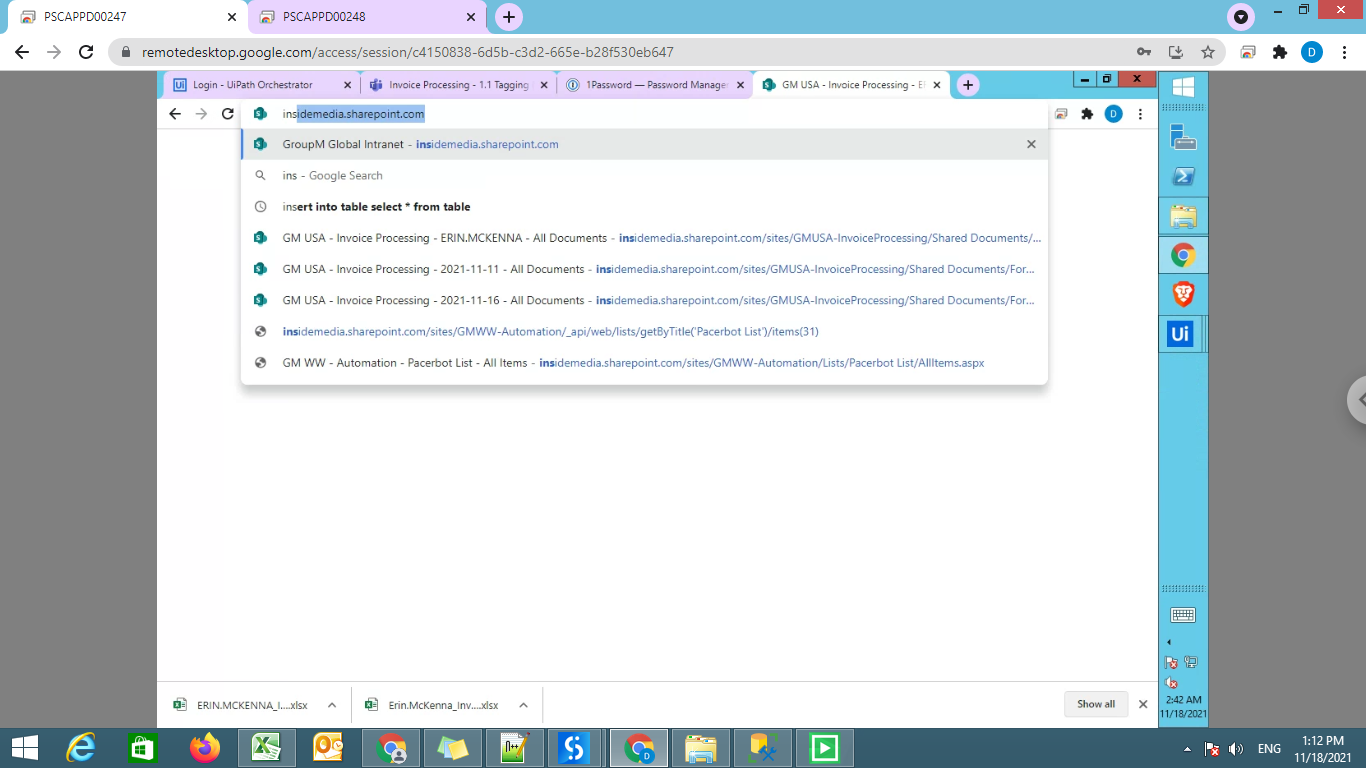 PSCAPPD00247
PSCAPPD00248
remotedesktop.google.com/access/session/c4150838-6d5b-c3d2-665e-b28f530eb647
Login - UiPath Orchestrator
Invoice Processing - 1.1 Tagging
1Password — Password Manage
GM USA - Invoice Processing - E
insidemedia.sharepoint.com
GroupM Global Intranet - insidemedia.sharepoint.com
ins - Google Search
insert into table select * from table
GM USA - Invoice Processing - ERIN.MCKENNA - All Documents - insidemedia.sharepoint.com/sites/GMUSA-InvoiceProcessing/Shared Documents/...
GM USA - Invoice Processing - 2021-11-11 - All Documents - insidemedia.sharepoint.com/sites/GMUSA-InvoiceProcessing/Shared Documents/For...
GM USA - Invoice Processing - 2021-11-16 - All Documents - insidemedia.sharepoint.com/sites/GMUSA-InvoiceProcessing/Shared Documents/For...
insidemedia.sharepoint.com/sites/GMWW-Automation/_api/web/lists/getByTitle('Pacerbot List')/items(31)
GM WW - Automation - Pacerbot List - All Items - insidemedia.sharepoint.com/sites/GMWW-Automation/Lists/Pacerbot List/AllItems.aspx
ERIN.MCKENNA_I....xlsx
Erin.McKenna_Inv....xlsx
Show all
2:42 AM
11/18/2021
ENG
1:12 PM
11/18/2021